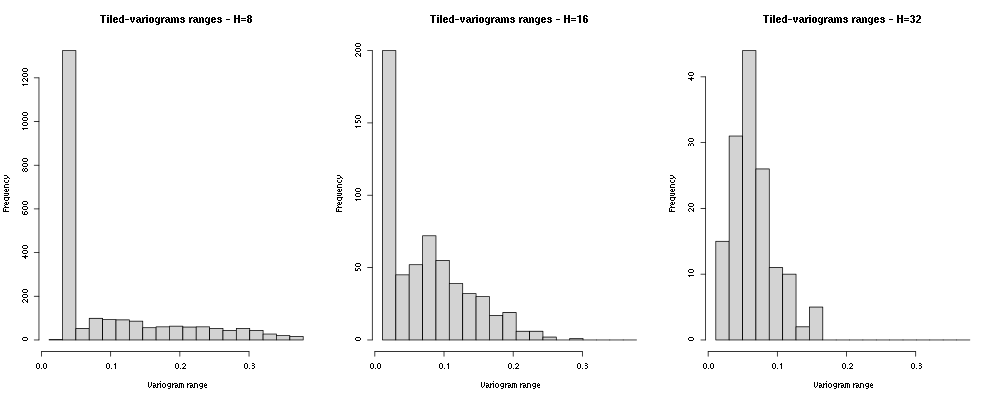 Tiled-variograms ranges - H=8
Frequency
1200
1000
800
600
400
200
0
0.0 0.1 0.2 0.3
Variogram range
Tiled-variograms ranges - H=16
Frequency
200
150
100
50
0
0.0 0.1 0.2 0.3
Variogram range
Tiled-variograms ranges - H=32
Frequency
40
30
20
10
0
0.0 0.1 0.2 0.3
Variogram range